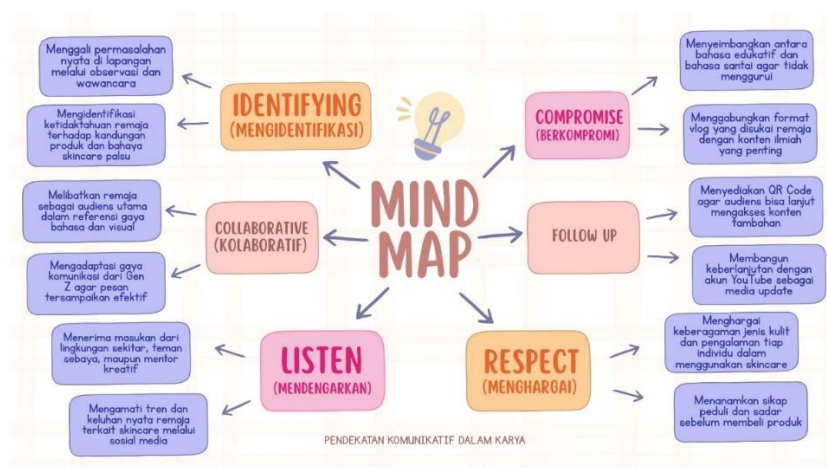 MIND
MAP
IDENTIFYING
(MENGIDENTIFIKASI)
Menggali permasalahan
nyata di lapangan
melalui observasi dan
wawancara
Mengidentifikasi
ketidaktahuan remaja
terhadap kandungan
produk dan bahaya
skincare palsu
COLLABORATIVE
(KOLABORATIF)
Melibatkan remaja
sebagai audiens utama
dalam referensi gaya
bahasa dan visual
Mengadaptasi gaya
komunikasi dari Gen
Z agar pesan
tersampaikan efektif
LISTEN
(MENDENGARKAN)
Menerima masukan dari
lingkungan sekitar, teman
sebaya, maupun mentor
kreatif
Mengamati tren dan
keluhan nyata remaja
terkait skincare melalui
sosial media
COMPROMISE
(BERKOMPROMI)
Menyeimbangkan antara
bahasa edukatif dan
bahasa santai agar tidak
menggurui
Menggabungkan format
vlog yang disukai remaja
dengan konten ilmiah
yang penting
FOLLOW UP
Menyediakan QR Code
agar audiens bisa lanjut
mengakses konten
tambahan
Membangun
keberlanjutan dengan
akun YouTube sebagai
media update
RESPECT
(MENGHARGAI)
Menghargai
keberagaman jenis kulit
dan pengalaman tiap
individu dalam
menggunakan skincare
Menanamkan sikap
peduli dan sadar
sebelum membeli produk
PENDEKATAN KOMUNIKATIF DALAM KARYA